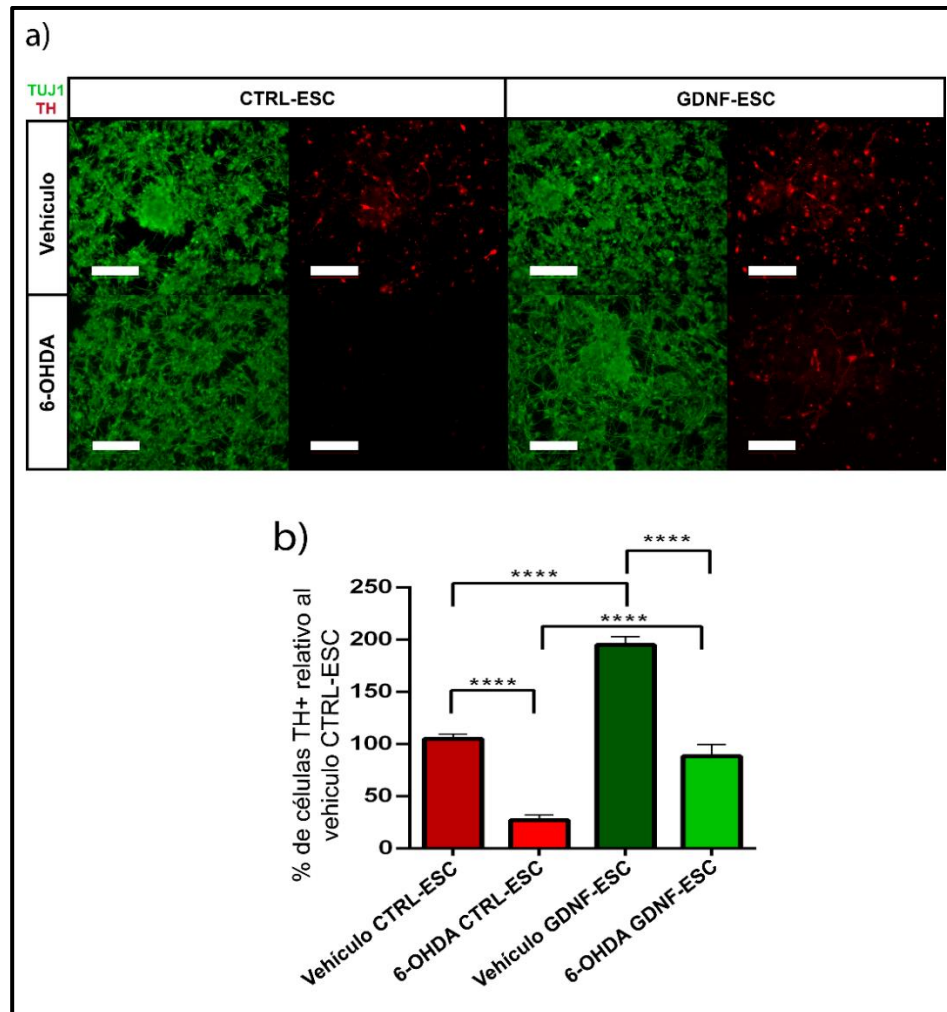 a)
TUJ1
TH
CTRL-ESC
GDNF-ESC
Vehículo
6-OHDA
b)
% de células TH+ relativo al
vehiculo CTRL-ESC
250
200
150
100
50
0
****
****
****
****
Vehículo CTRL-ESC
6-OHDA CTRL-ESC
Vehículo GDNF-ESC
6-OHDA GDNF-ESC